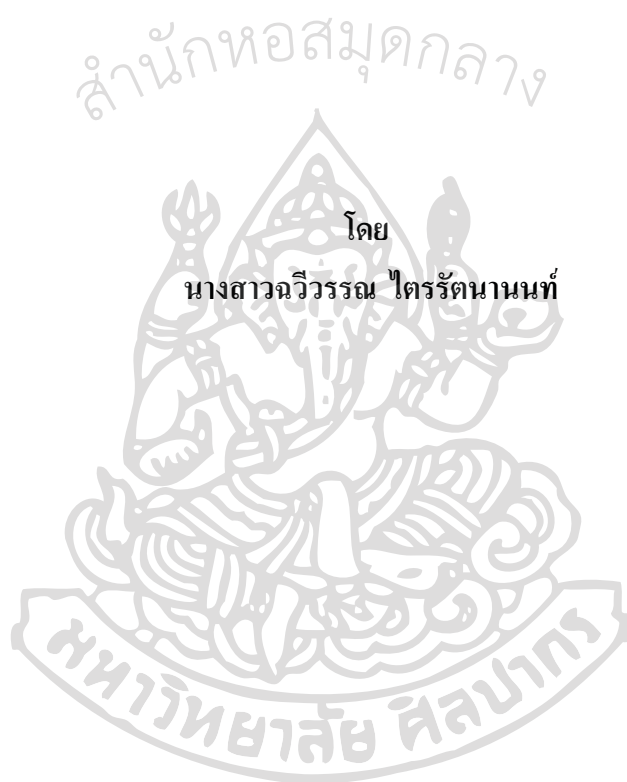 สำนักหอสมุดกลาง
โดย
นางสาวฉวีวรรณ ไตรรัตนานนท์
มหาวิทยาลัย ศิลปากร